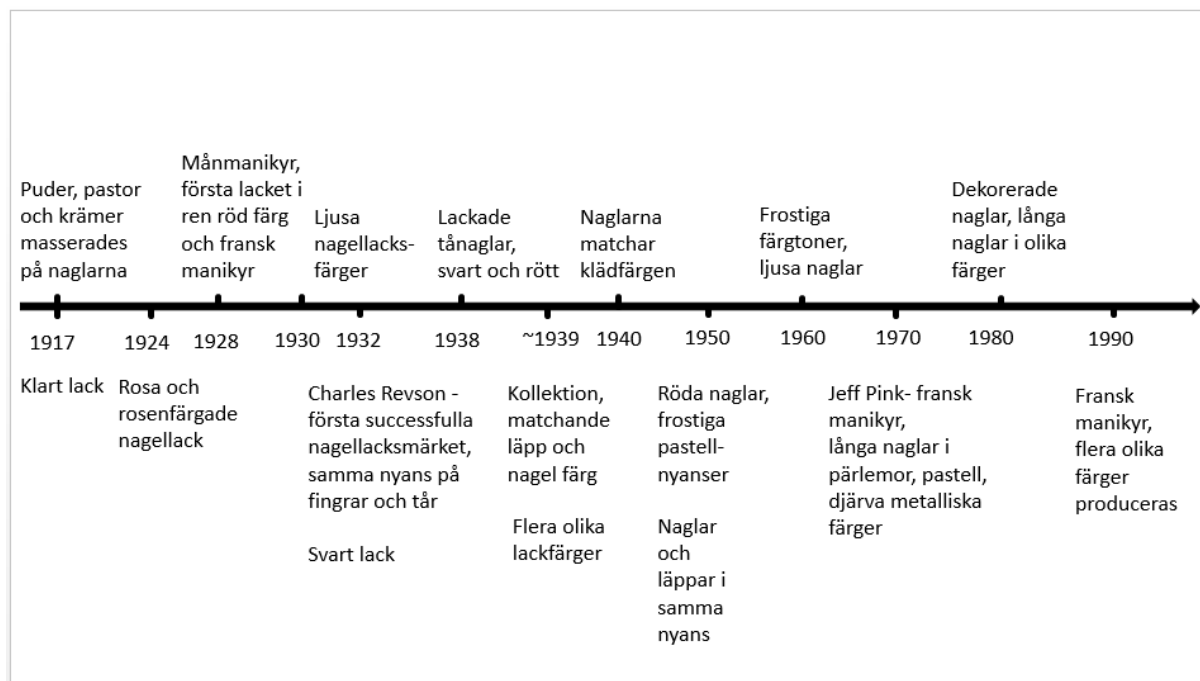 Puder, pastor
och krämer
masserades
på naglarna
Månmanikyr,
första lacket i
ren röd färg
och fransk
manikyr
Ljusa
nagellacks-
färger
Lackade
tånaglar,
svart och rött
Naglarna
matchar
klädfärgen
Frostiga
färgtoner,
ljusa naglar
Dekorerade
naglar, långa
naglar i olika
färger
1917 1924 1928 1930 1932 1938 ~1939 1940 1950 1960 1970 1980 1990
Klart lack
Rosa och
rosenfärgade
nagellack
Charles Revson -
första successfulla
nagellacksmärket,
samma nyans på
fingrar och tår
Svart lack
Kollektion,
matchande
läpp och
nagel färg
Flera olika
lackfärger
Röda naglar,
frostiga
pastell-
nyanser
Naglar
och
läppar i
samma
nyans
Jeff Pink- fransk
manikyr,
långa naglar i
pärlemor, pastell,
djärva metalliska
färger
Fransk
manikyr,
flera olika
färger
produceras